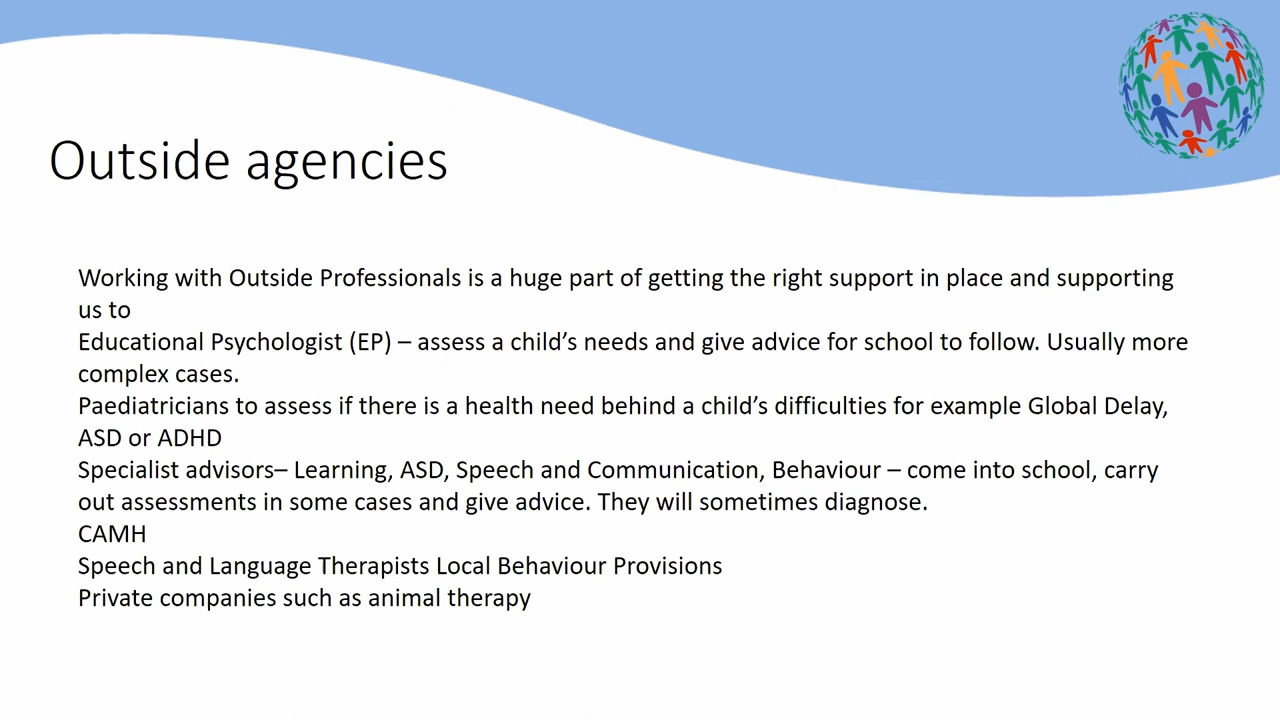 Outside agencies
Working with Outside Professionals is a huge part of getting the right support in place and supporting
us to
Educational Psychologist (EP) – assess a child’s needs and give advice for school to follow. Usually more
complex cases.
Paediatricians to assess if there is a health need behind a child’s difficulties for example Global Delay,
ASD or ADHD
Specialist advisors– Learning, ASD, Speech and Communication, Behaviour – come into school, carry
out assessments in some cases and give advice. They will sometimes diagnose.
CAMH
Speech and Language Therapists Local Behaviour Provisions
Private companies such as animal therapy